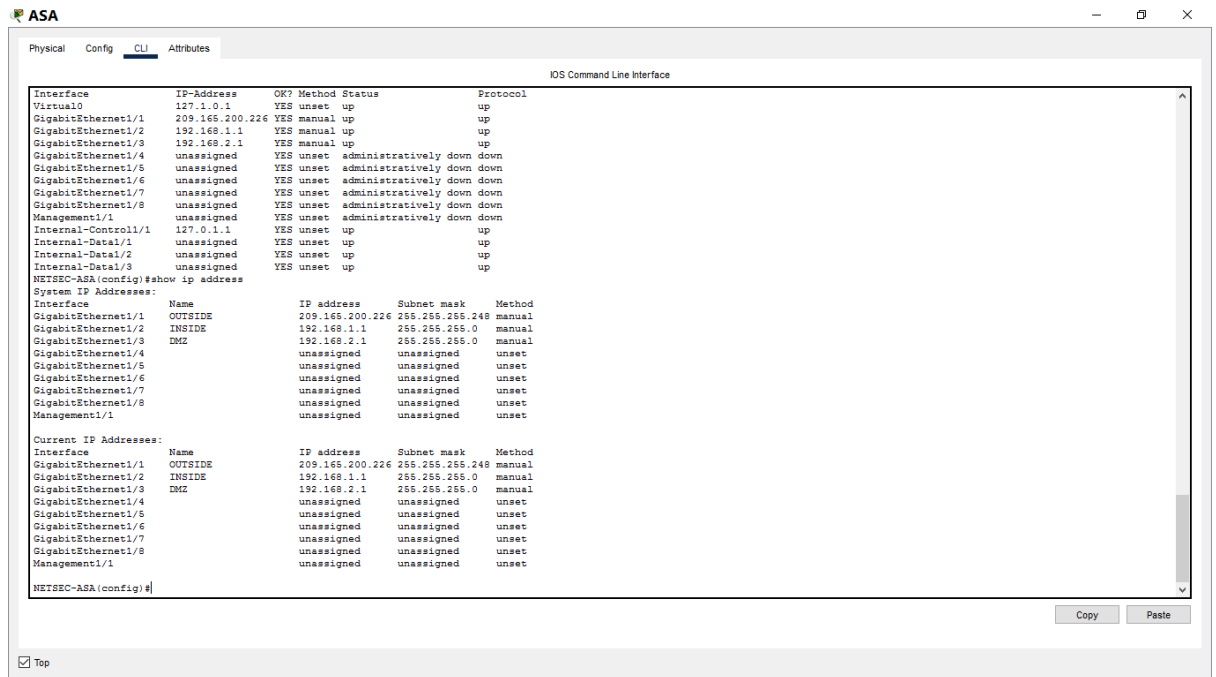 ASA
Physical Config CLI Attributes
IOS Command Line Interface
Interface IP-Address OK? Method Status Protocol
Virtual0 127.1.0.1 YES unset up up
GigabitEthernet1/1 209.165.200.226 YES manual up up
GigabitEthernet1/2 192.168.1.1 YES manual up up
GigabitEthernet1/3 192.168.2.1 YES manual up up
GigabitEthernet1/4 unassigned YES unset administratively down down
GigabitEthernet1/5 unassigned YES unset administratively down down
GigabitEthernet1/6 unassigned YES unset administratively down down
GigabitEthernet1/7 unassigned YES unset administratively down down
GigabitEthernet1/8 unassigned YES unset administratively down down
Management1/1 unassigned YES unset administratively down down
Internal-Control1/1 127.0.1.1 YES unset up up
Internal-Data1/1 unassigned YES unset up up
Internal-Data1/2 unassigned YES unset up up
Internal-Data1/3 unassigned YES unset up up
NETSEC-ASA(config)#show ip address
System IP Addresses:
Interface Name IP address Subnet mask Method
GigabitEthernet1/1 OUTSIDE 209.165.200.226 255.255.255.248 manual
GigabitEthernet1/2 INSIDE 192.168.1.1 255.255.255.0 manual
GigabitEthernet1/3 DMZ 192.168.2.1 255.255.255.0 manual
GigabitEthernet1/4 unassigned unassigned unset
GigabitEthernet1/5 unassigned unassigned unset
GigabitEthernet1/6 unassigned unassigned unset
GigabitEthernet1/7 unassigned unassigned unset
GigabitEthernet1/8 unassigned unassigned unset
Management1/1 unassigned unassigned unset
Current IP Addresses:
Interface Name IP address Subnet mask Method
GigabitEthernet1/1 OUTSIDE 209.165.200.226 255.255.255.248 manual
GigabitEthernet1/2 INSIDE 192.168.1.1 255.255.255.0 manual
GigabitEthernet1/3 DMZ 192.168.2.1 255.255.255.0 manual
GigabitEthernet1/4 unassigned unassigned unset
GigabitEthernet1/5 unassigned unassigned unset
GigabitEthernet1/6 unassigned unassigned unset
GigabitEthernet1/7 unassigned unassigned unset
GigabitEthernet1/8 unassigned unassigned unset
Management1/1 unassigned unassigned unset
NETSEC-ASA(config)#
Copy Paste
Top